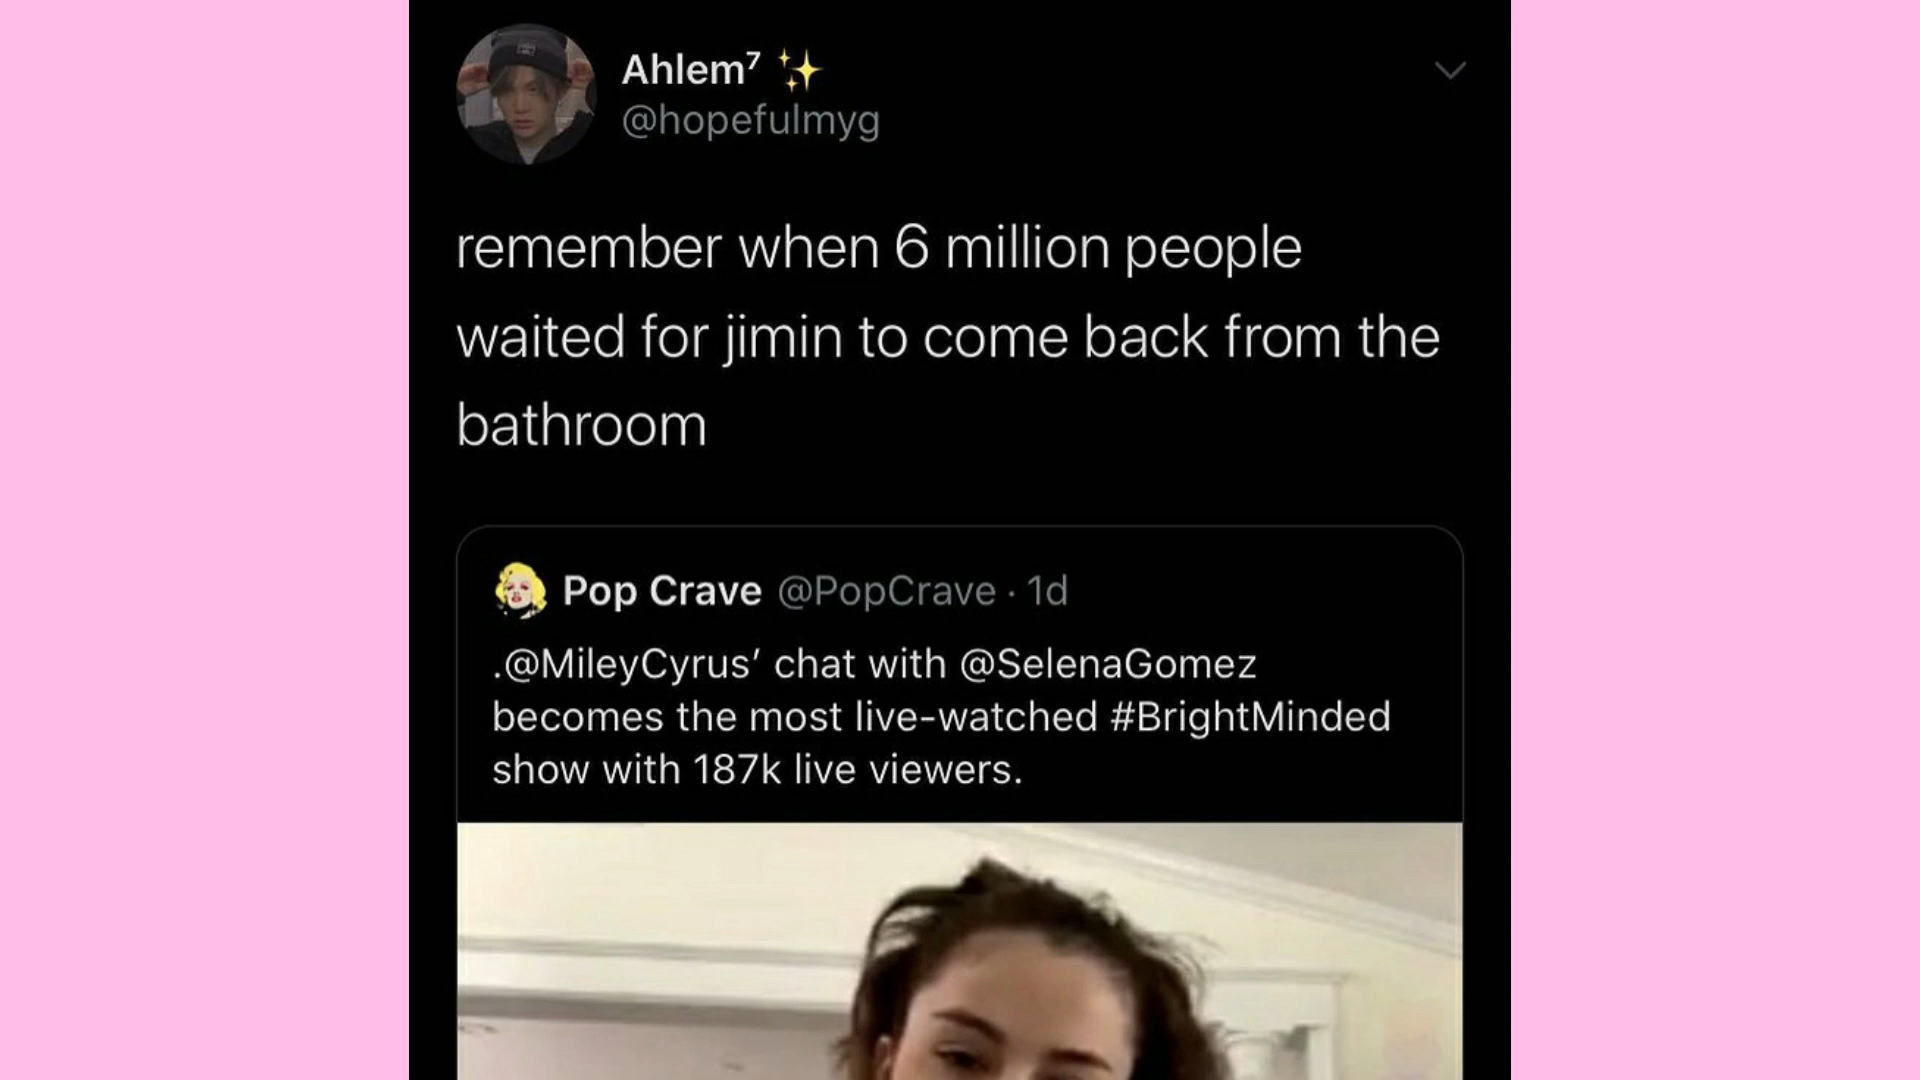 Ahlem⁷ ✨
@hopefulmyg
remember when 6 million people
waited for jimin to come back from the
bathroom
Pop Crave @PopCrave · 1d
.@MileyCyrus’ chat with @SelenaGomez
becomes the most live-watched #BrightMinded
show with 187k live viewers.